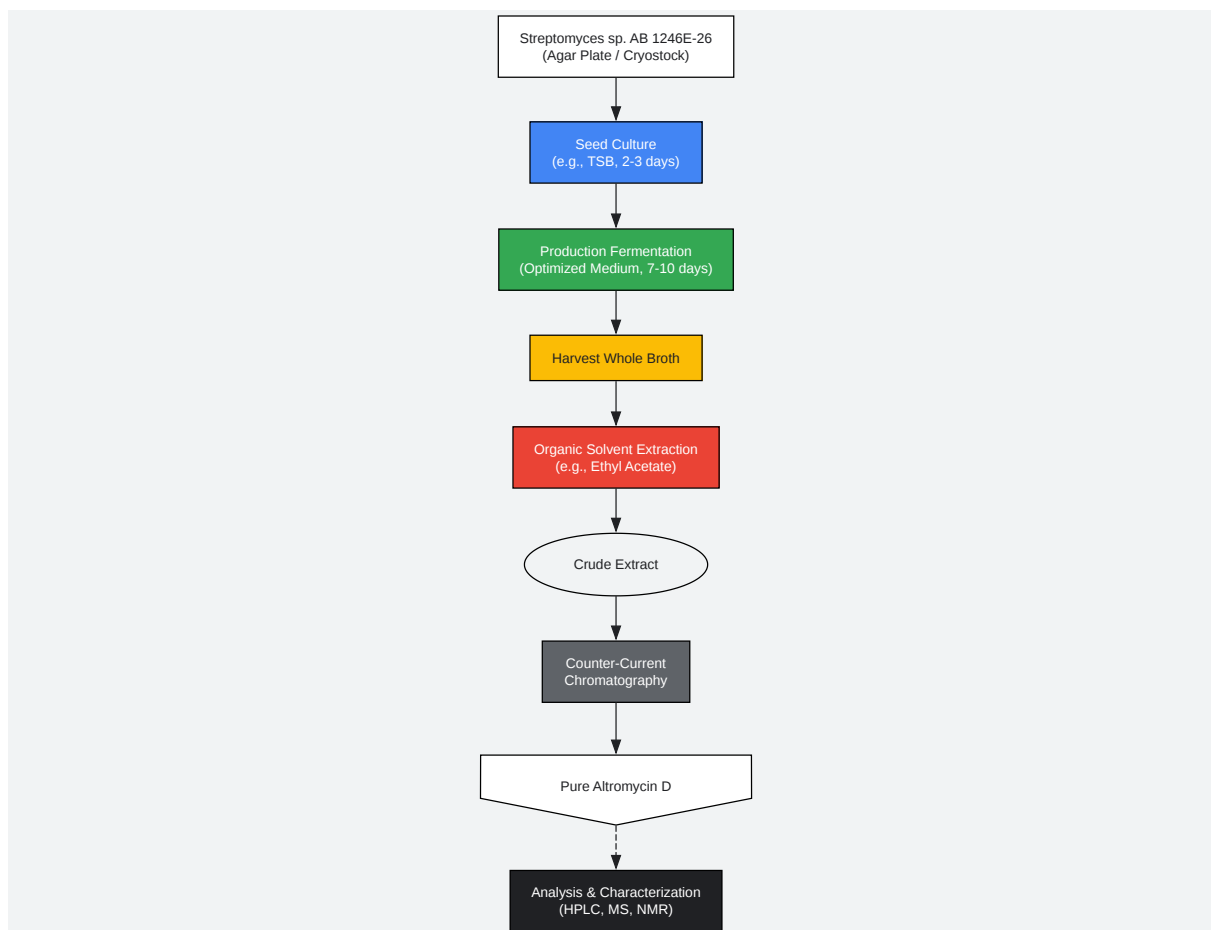 Streptomyces sp. AB 1246E-26
(Agar Plate / Cryostock)
Seed Culture
(e.g., TSB, 2-3 days)
Production Fermentation
(Optimized Medium, 7-10 days)
Harvest Whole Broth
Organic Solvent Extraction
(e.g., Ethyl Acetate)
Crude Extract
Counter-Current
Chromatography
Pure Altromycin D
Analysis & Characterization
(HPLC, MS, NMR)